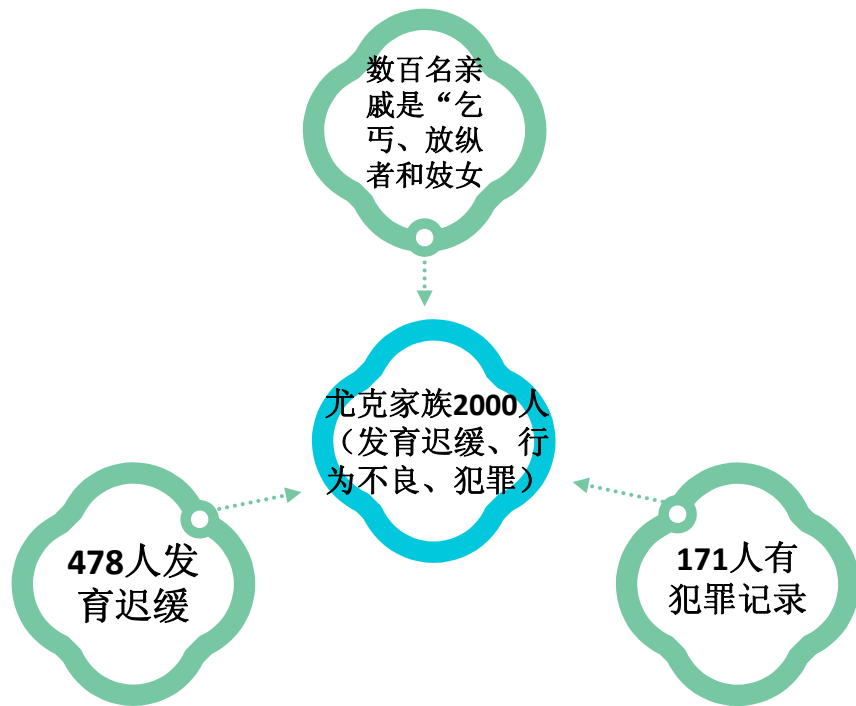 数百名亲
戚是“乞
丐、放纵
者和妓女
尤克家族2000人
（发育迟缓、行
为不良、犯罪）
478人发
育迟缓
171人有
犯罪记录